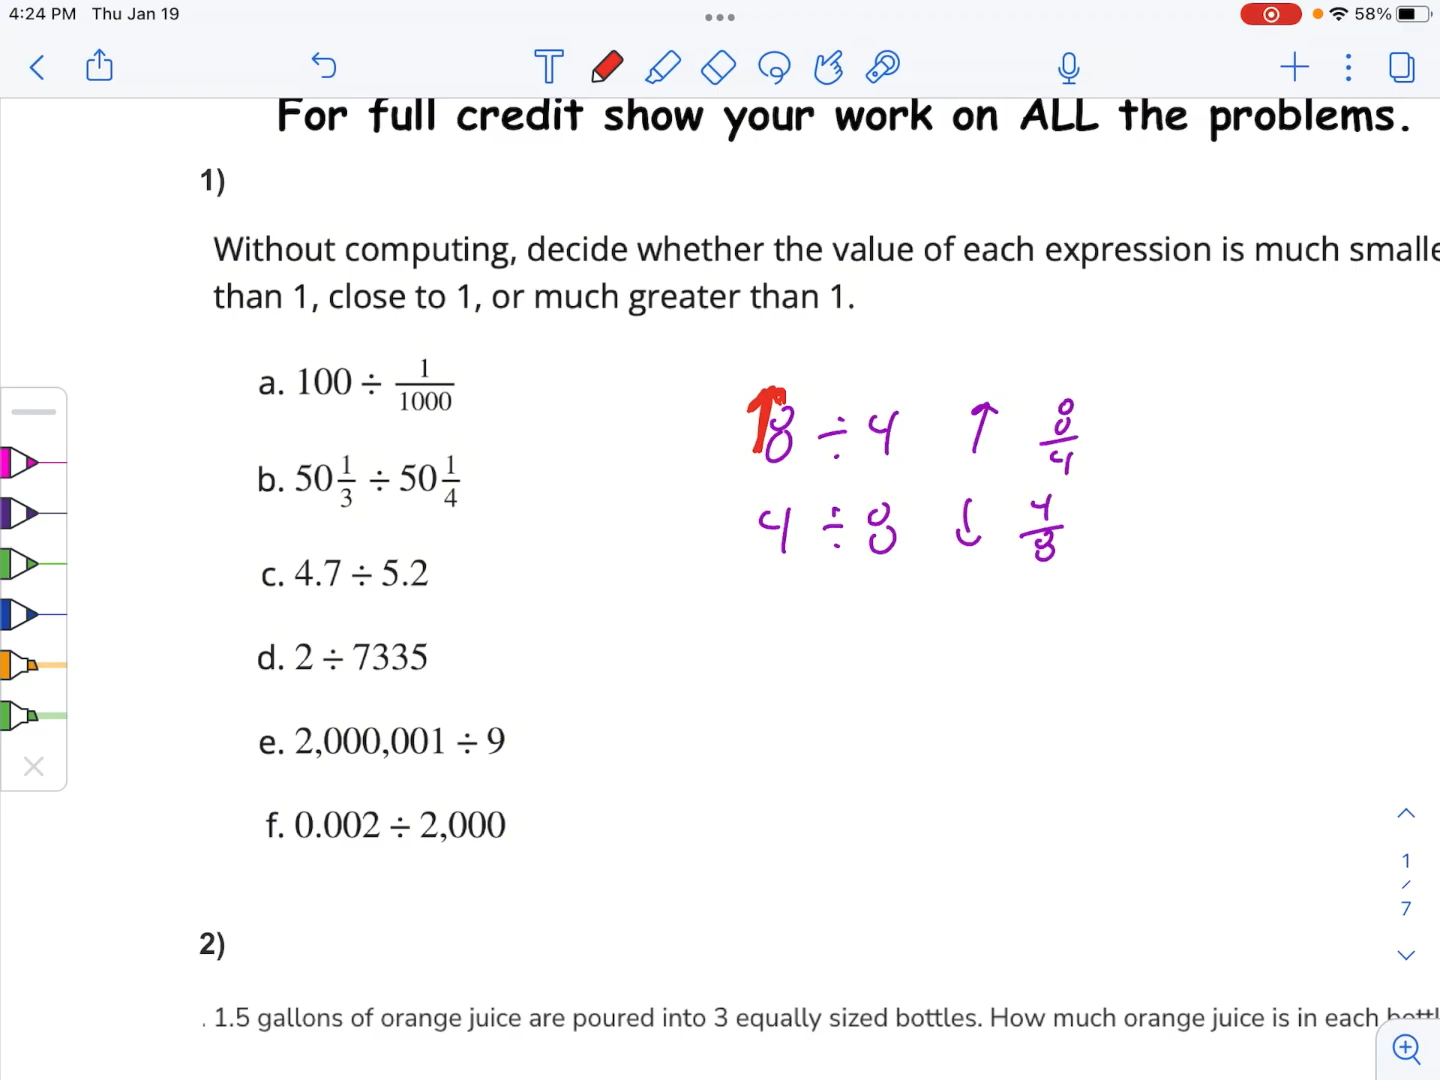 4:24 PM Thu Jan 19
58%
T
For full credit show your work on ALL the problems.
1)
Without computing, decide whether the value of each expression is much smalle
than 1, close to 1, or much greater than 1.
a. 100 ÷ 1/1000
b. 50 1/3 ÷ 50 1/4
c. 4.7 ÷ 5.2
d. 2 ÷ 7335
e. 2,000,001 ÷ 9
f. 0.002 ÷ 2,000
8 ÷ 4 ↑ 8/4
4 ÷ 8 ↓ 4/8
1
/
7
2)
. 1.5 gallons of orange juice are poured into 3 equally sized bottles. How much orange juice is in each bottl